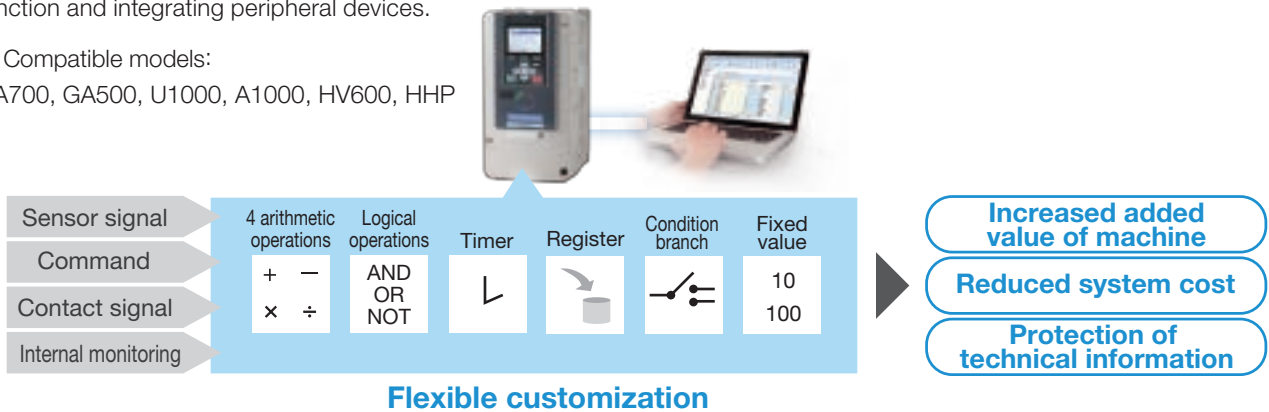 nction and integrating peripheral devices.
Compatible models:
A700, GA500, U1000, A1000, HV600, HHP
Sensor signal
Command
Contact signal
Internal monitoring
4 arithmetic
operations
+ −
× ÷
Logical
operations
AND
OR
NOT
Timer
Register
Condition
branch
Fixed
value
10
100
Increased added
value of machine
Reduced system cost
Protection of
technical information
Flexible customization